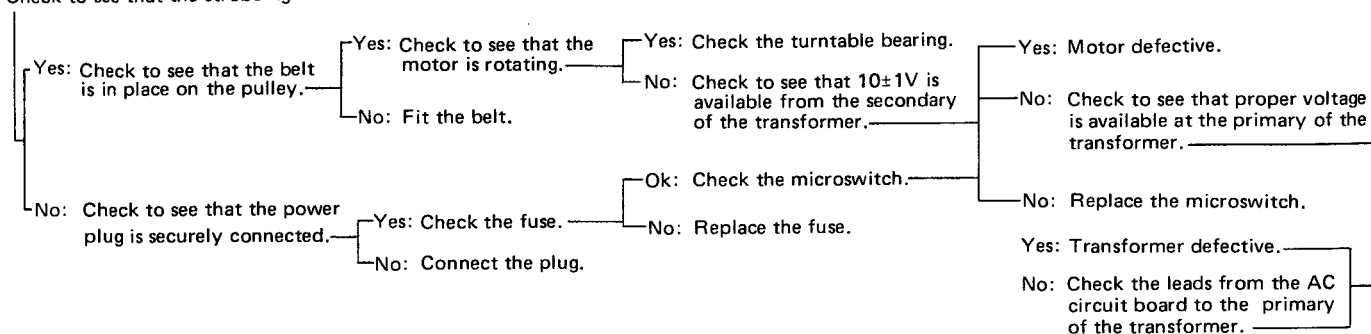 Check to see that the
Yes: Check to see that the belt
is in place on the pulley.
Yes: Check to see that the
motor is rotating.
No: Fit the belt.
Yes: Check the turntable bearing.
No: Check to see that 10±1V is
available from the secondary
of the transformer.
Yes: Motor defective.
No: Check to see that proper voltage
is available at the primary of the
transformer.
No: Check to see that the power
plug is securely connected.
Yes: Check the fuse.
No: Connect the plug.
Ok: Check the microswitch.
No: Replace the fuse.
No: Replace the microswitch.
Yes: Transformer defective.
No: Check the leads from the AC
circuit board to the primary
of the transformer.